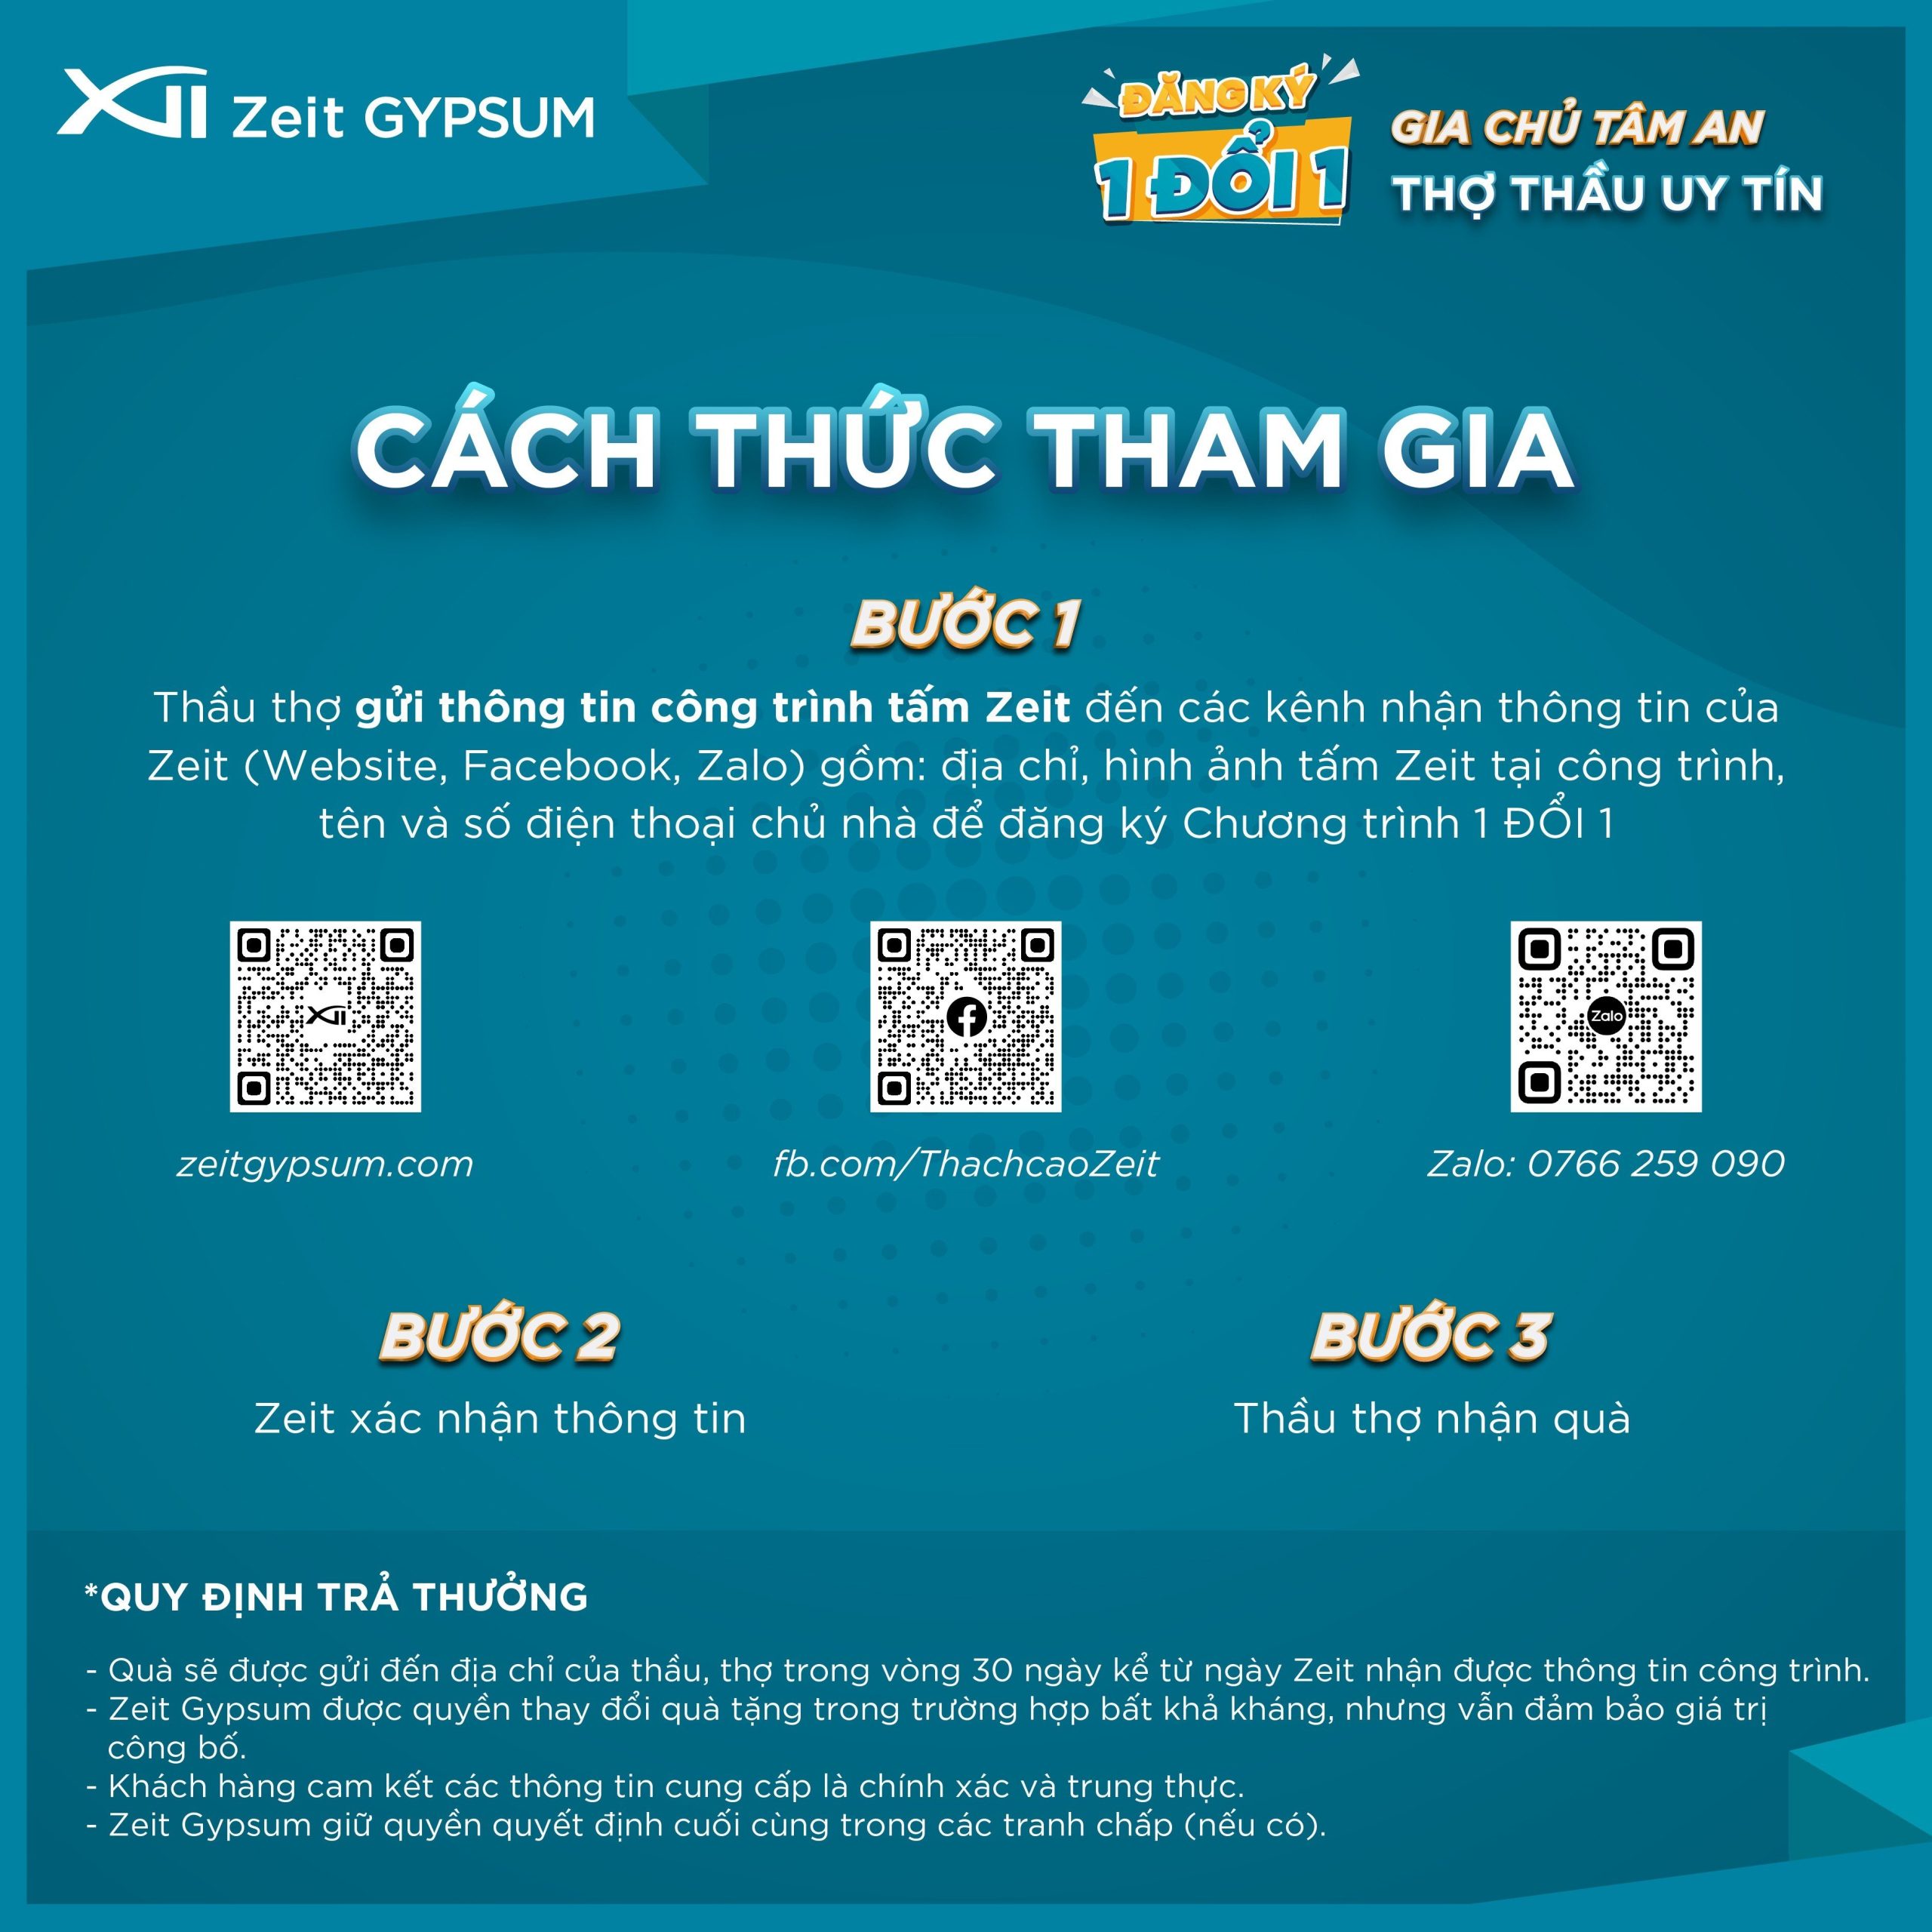 Zeit GYPSUM
ĐĂNG KÝ
1 ĐỔI 1
GIA CHỦ TÂM AN
THỢ THẦU UY TÍN
CÁCH THỨC THAM GIA
BƯỚC 1
Thầu thợ gửi thông tin công trình tấm Zeit đến các kênh nhận thông tin của
Zeit (Website, Facebook, Zalo) gồm: địa chỉ, hình ảnh tấm Zeit tại công trình,
tên và số điện thoại chủ nhà để đăng ký Chương trình 1 ĐỔI 1
Zalo
zeitgypsum.com
fb.com/ThachcaoZeit
Zalo: 0766 259 090
BƯỚC 2
Zeit xác nhận thông tin
BƯỚC 3
Thầu thợ nhận quà
*QUY ĐỊNH TRẢ THƯỞNG
- Quà sẽ được gửi đến địa chỉ của thầu, thợ trong vòng 30 ngày kể từ ngày Zeit nhận được thông tin công trình.
- Zeit Gypsum được quyền thay đổi quà tặng trong trường hợp bất khả kháng, nhưng vẫn đảm bảo giá trị
công bố.
- Khách hàng cam kết các thông tin cung cấp là chính xác và trung thực.
- Zeit Gypsum giữ quyền quyết định cuối cùng trong các tranh chấp (nếu có).